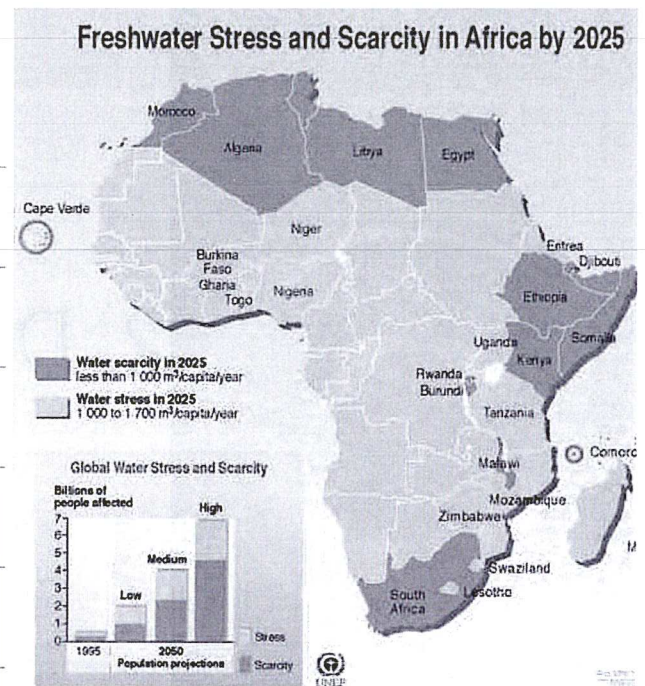 Freshwater Stress and Scarcity in Africa by 2025
Morocco
Algeria
Libya
Egypt
Cape Verde
Niger
Burkina
Faso
Ghana
Togo
Nigeria
Eritrea
Djibouti
Ethiopia
Somalia
Uganda
Kenya
Rwanda
Burundi
Tanzania
Comoro
Malawi
Mozambique
Zimbabwe
M
Swaziland
Lesotho
South
Africa
Water scarcity in 2025
less than 1 000 m³/capita/year
Water stress in 2025
1 000 to 1 700 m³/capita/year
Global Water Stress and Scarcity
Billions of
people affected
7
6
5
4
3
2
1
0
Low
Medium
High
1995
2050
Population projections
Stress
Scarcity
UNEP